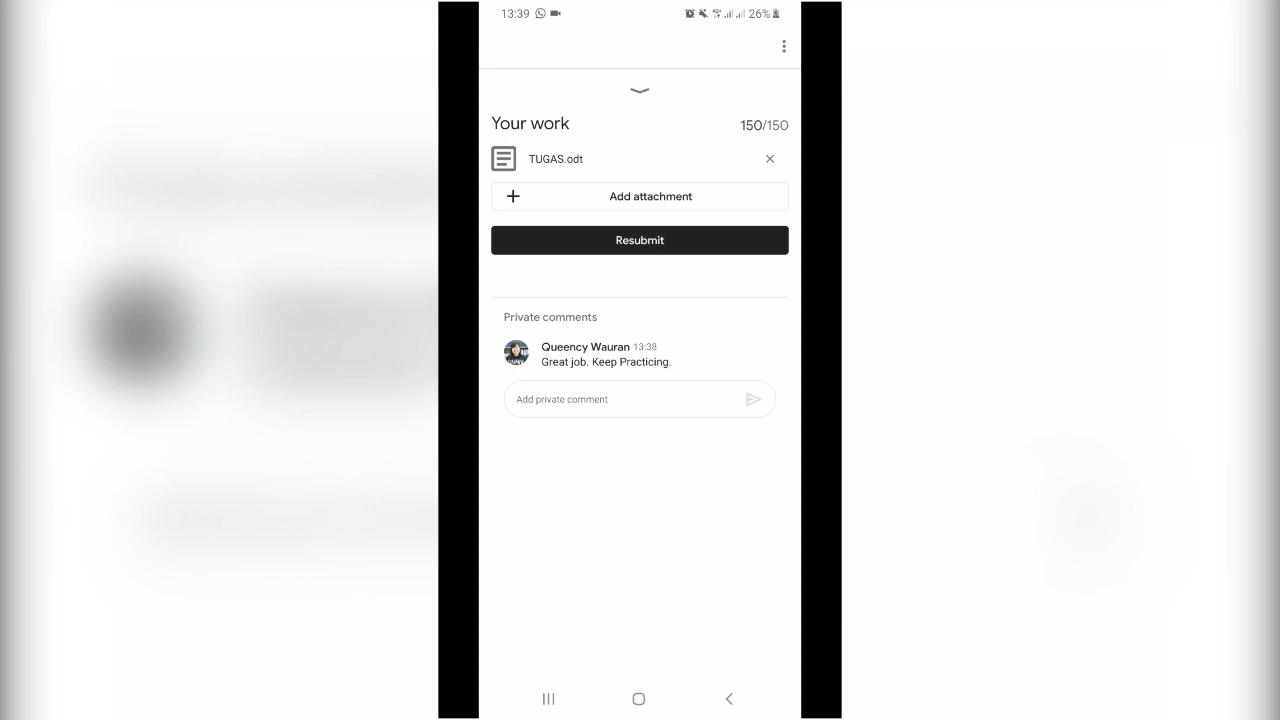 13:39 26%
Your work 150/150
TUGAS.odt
Add attachment
Resubmit
Private comments
Queency Wauran 13:38
Great job. Keep Practicing.
Add private comment